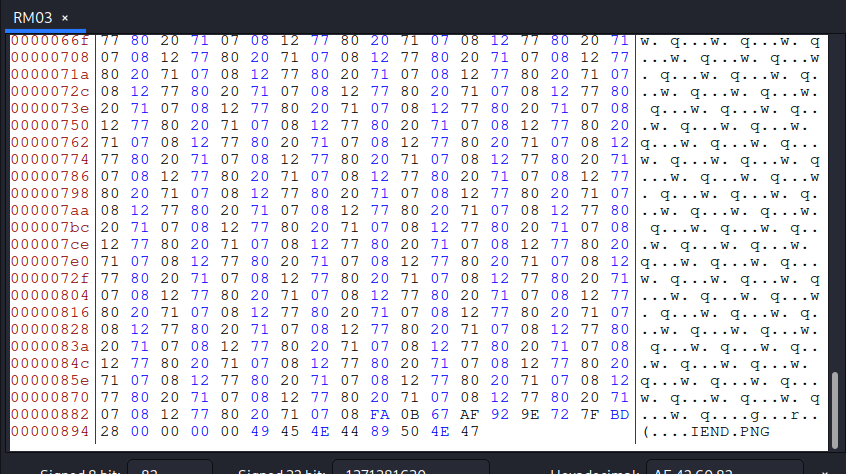 RM03 ×
0000066f 77 80 20 71 07 08 12 77 80 20 71 07 08 12 77 80 20 71 w. q...w. q...w. q
00000708 07 08 12 77 80 20 71 07 08 12 77 80 20 71 07 08 12 77 ...w. q...w. q...w
0000071a 80 20 71 07 08 12 77 80 20 71 07 08 12 77 80 20 71 07 . q...w. q...w. q.
0000072c 08 12 77 80 20 71 07 08 12 77 80 20 71 07 08 12 77 80 ..w. q...w. q...w.
0000073e 20 71 07 08 12 77 80 20 71 07 08 12 77 80 20 71 07 08  q...w. q...w. q..
00000750 12 77 80 20 71 07 08 12 77 80 20 71 07 08 12 77 80 20 .w. q...w. q...w.
00000762 71 07 08 12 77 80 20 71 07 08 12 77 80 20 71 07 08 12 q...w. q...w. q...
00000774 77 80 20 71 07 08 12 77 80 20 71 07 08 12 77 80 20 71 w. q...w. q...w. q
00000786 07 08 12 77 80 20 71 07 08 12 77 80 20 71 07 08 12 77 ...w. q...w. q...w
00000798 80 20 71 07 08 12 77 80 20 71 07 08 12 77 80 20 71 07 . q...w. q...w. q.
000007aa 08 12 77 80 20 71 07 08 12 77 80 20 71 07 08 12 77 80 ..w. q...w. q...w.
000007bc 20 71 07 08 12 77 80 20 71 07 08 12 77 80 20 71 07 08  q...w. q...w. q..
000007ce 12 77 80 20 71 07 08 12 77 80 20 71 07 08 12 77 80 20 .w. q...w. q...w.
000007e0 71 07 08 12 77 80 20 71 07 08 12 77 80 20 71 07 08 12 q...w. q...w. q...
0000072f 77 80 20 71 07 08 12 77 80 20 71 07 08 12 77 80 20 71 w. q...w. q...w. q
00000804 07 08 12 77 80 20 71 07 08 12 77 80 20 71 07 08 12 77 ...w. q...w. q...w
00000816 80 20 71 07 08 12 77 80 20 71 07 08 12 77 80 20 71 07 . q...w. q...w. q.
00000828 08 12 77 80 20 71 07 08 12 77 80 20 71 07 08 12 77 80 ..w. q...w. q...w.
0000083a 20 71 07 08 12 77 80 20 71 07 08 12 77 80 20 71 07 08  q...w. q...w. q..
0000084c 12 77 80 20 71 07 08 12 77 80 20 71 07 08 12 77 80 20 .w. q...w. q...w.
0000085e 71 07 08 12 77 80 20 71 07 08 12 77 80 20 71 07 08 12 q...w. q...w. q...
00000870 77 80 20 71 07 08 12 77 80 20 71 07 08 12 77 80 20 71 w. q...w. q...w. q
00000882 07 08 12 77 80 20 71 07 08 FA 0B 67 AF 92 9E 72 7F BD ...w. q....g...r..
00000894 28 00 00 00 00 49 45 4E 44 89 50 4E 47 (....IEND.PNG
Signed 8 bit: Signed 32 bit: Hexadecimal: